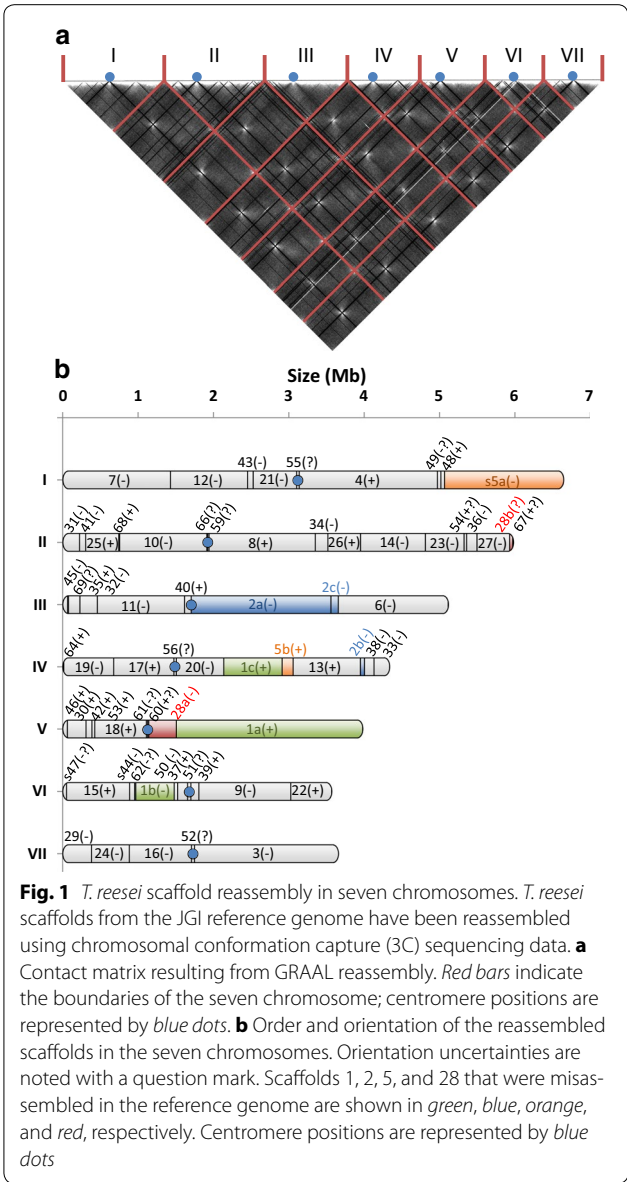 a
I II III IV V VI VII
b
Size (Mb)
0 1 2 3 4 5 6 7
43(-) 55(?) 49(-?) 48(+)
I 7(-) 12(-) 21(-) 4(+) s5a(-)
31(-) 41(-) 68(+) 66(?) 59(?) 34(-) 54(+?) 36(-) 28b(?) 67(+?)
II 25(+) 10(-) 8(+) 26(+) 14(-) 23(-) 27(-)
45(-) 69(?) 35(+) 32(-) 40(+) 2c(-)
III 11(-) 2a(-) 6(-)
64(+) 56(?) 5b(+) 2b(-) 38(-) 33(-)
IV 19(-) 17(+) 20(-) 1c(+) 13(+)
46(+) 30(+) 42(+) 53(+) 61(-?) 60(+?) 28a(-)
V 18(+) 1a(+)
s47(-?) s44(-) 62(-?) 50(-) 37(+) 51(?) 39(+)
VI 15(+) 1b(-) 9(-) 22(+)
29(-) 52(?)
VII 24(-) 16(-) 3(-)
Fig. 1 T. reesei scaffold reassembly in seven chromosomes. T. reesei
scaffolds from the JGI reference genome have been reassembled
using chromosomal conformation capture (3C) sequencing data. a
Contact matrix resulting from GRAAL reassembly. Red bars indicate
the boundaries of the seven chromosome; centromere positions are
represented by blue dots. b Order and orientation of the reassembled
scaffolds in the seven chromosomes. Orientation uncertainties are
noted with a question mark. Scaffolds 1, 2, 5, and 28 that were misas-
sembled in the reference genome are shown in green, blue, orange,
and red, respectively. Centromere positions are represented by blue
dots